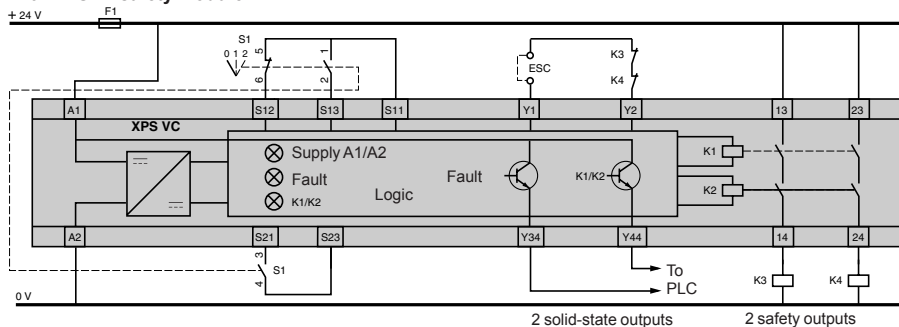 + 24 V
F1
S1
0 1 2
5
6
1
2
ESC
K3
K4
A1
S12
S13
S11
Y1
Y2
13
23
XPS VC
Supply A1/A2
Fault
K1/K2
Logic
Fault
K1/K2
K1
K2
A2
S21
S23
Y34
Y44
14
24
3
4
S1
To
PLC
K3
K4
0 V
2 solid-state outputs
2 safety outputs